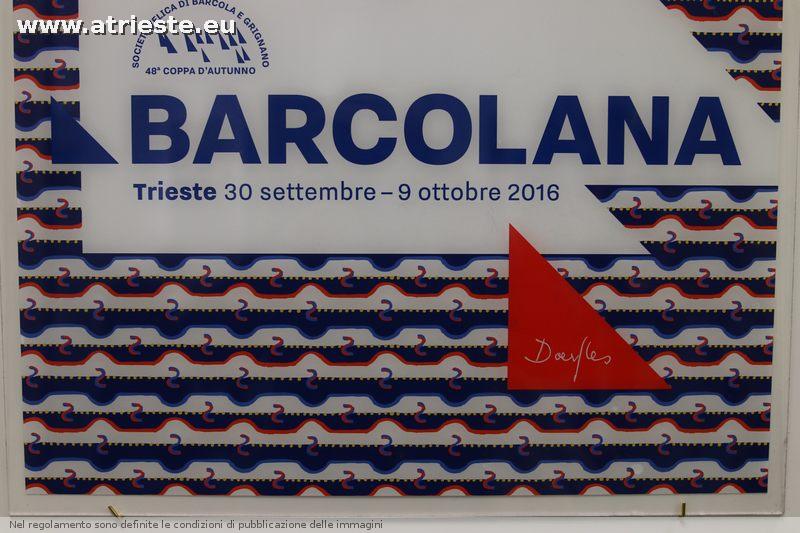 www.atrieste.eu
SOCIETÀ VELICA DI BARCOLA E GRIGNANO
48ª COPPA D'AUTUNNO
BARCOLANA
Trieste 30 settembre – 9 ottobre 2016
Dorfles
Nel regolamento sono definite le condizioni di pubblicazione delle immagini